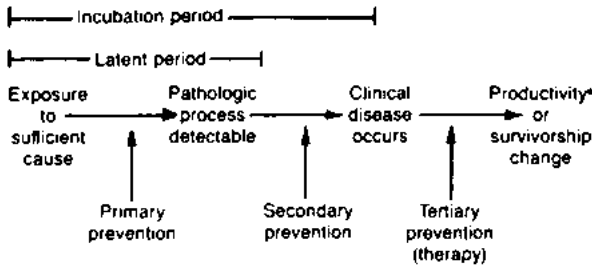 Incubation period
Latent period
Exposure
to
sufficient
cause
Pathologic
process
detectable
Clinical
disease
occurs
Productivity*
or
survivorship
change
Primary
prevention
Secondary
prevention
Tertiary
prevention
(therapy)